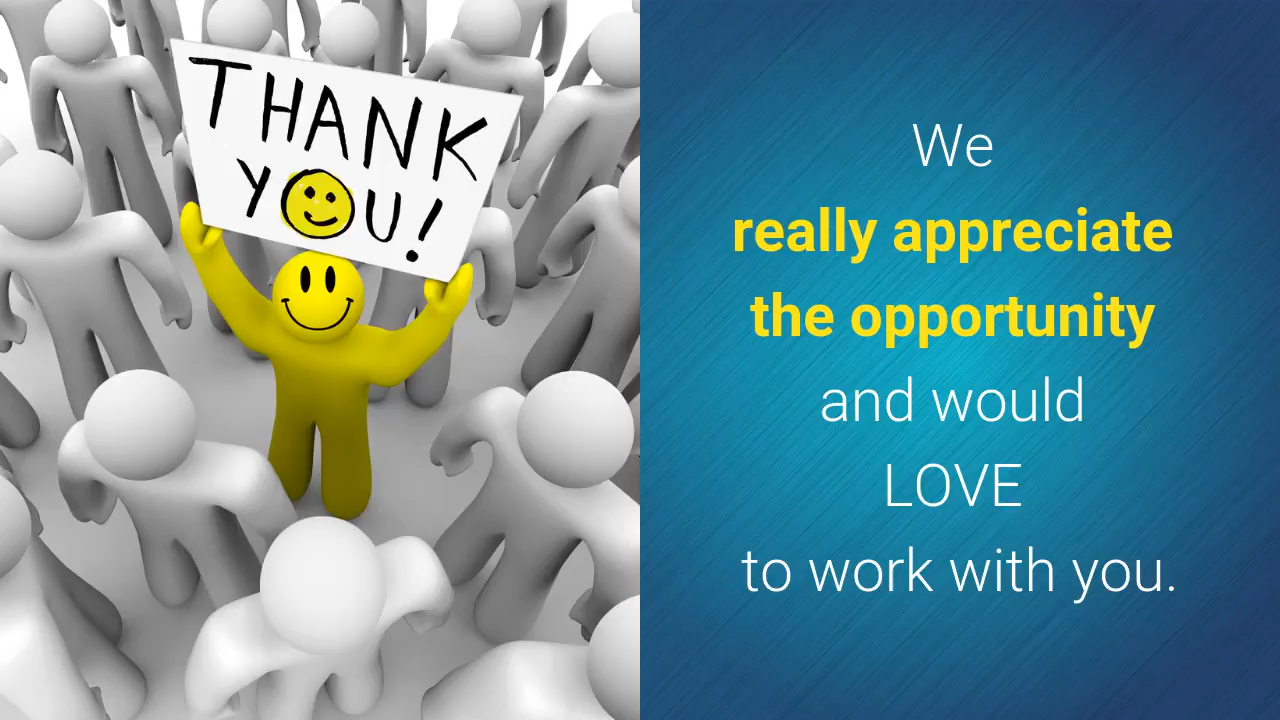 THANK
YOU!
We
really appreciate
the opportunity
and would
LOVE
to work with you.